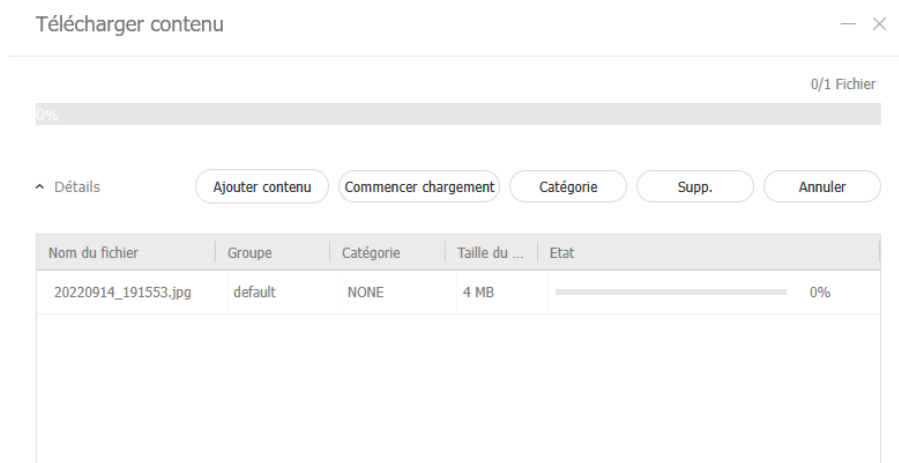 Télécharger contenu
0/1 Fichier
0%
Détails Ajouter contenu Commencer chargement Catégorie Supp. Annuler
Nom du fichier Groupe Catégorie Taille du ... Etat
20220914_191553.jpg default NONE 4 MB 0%